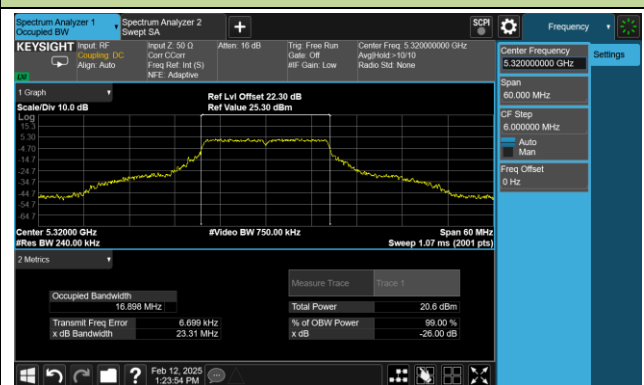 Spectrum Analyzer 1
Occupied BW
Spectrum Analyzer 2
Swept SA
+
SCPI
Frequency
KEYSIGHT
Input: RF
Coupling: DC
Align: Auto
Input Z: 50 Ω
Corr CCorr
Freq Ref: Int (S)
NFE: Adaptive
Atten: 16 dB
Trig: Free Run
Gate: Off
#IF Gain: Low
Center Freq: 5.320000000 GHz
Avg|Hold:>10/10
Radio Std: None
Center Frequency
5.320000000 GHz
Settings
Span
60.000 MHz
CF Step
6.000000 MHz
Auto
Man
Freq Offset
0 Hz
1 Graph
Scale/Div 10.0 dB
Ref Lvl Offset 22.30 dB
Ref Value 25.30 dBm
Log
15.3
5.30
-4.70
-14.7
-24.7
-34.7
-44.7
-54.7
-64.7
Center 5.32000 GHz
#Res BW 240.00 kHz
#Video BW 750.00 kHz
Span 60 MHz
Sweep 1.07 ms (2001 pts)
2 Metrics
Measure Trace
Trace 1
Occupied Bandwidth
16.898 MHz
Total Power
20.6 dBm
Transmit Freq Error
6.699 kHz
% of OBW Power
99.00 %
x dB Bandwidth
23.31 MHz
x dB
-26.00 dB
?
Feb 12, 2025
1:23:54 PM